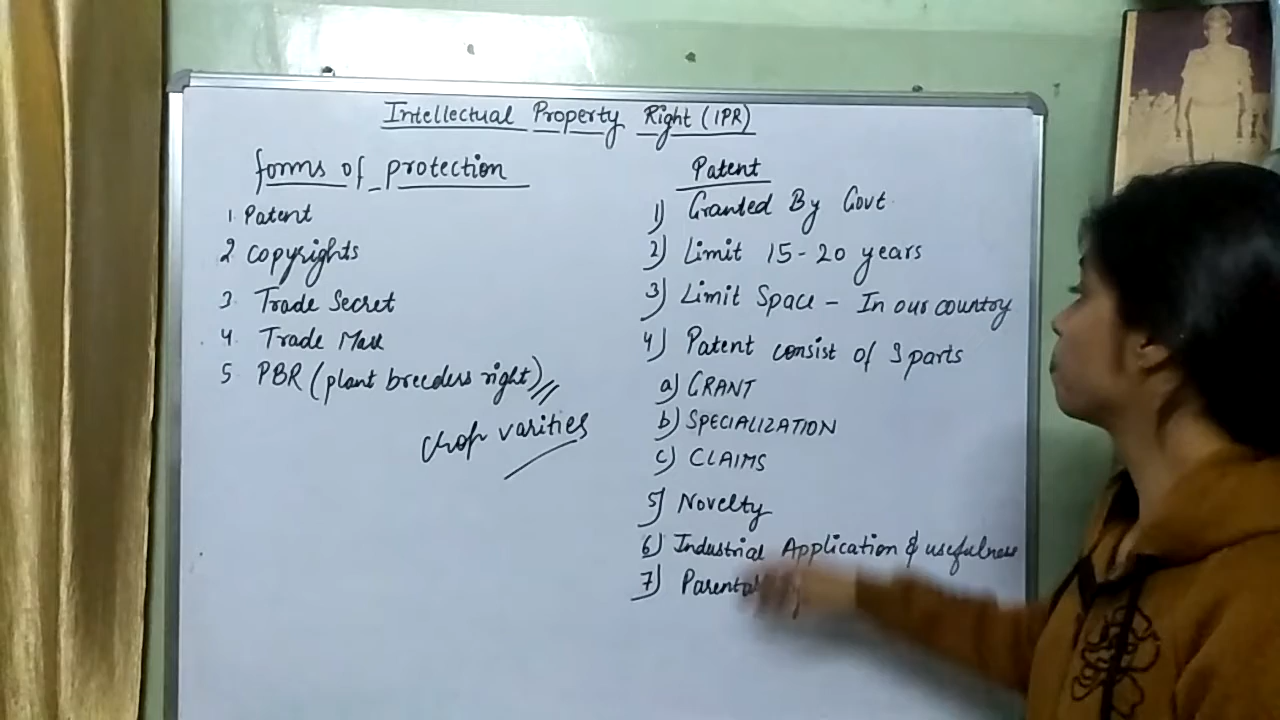 Intellectual Property Right (IPR)
forms of protection
1 Patent
2 Copyrights
3 Trade Secret
4 Trade Mark
5 PBR (plant breeders right)
varities
Patent
1) Granted By Govt
2) Limit 15-20 years
3) Limit Space - In our country
4) Patent consist of 3 parts
a) GRANT
b) SPECIALIZATION
c) CLAIMS
5) Novelty
6) Industrial Application & usefulness
7)